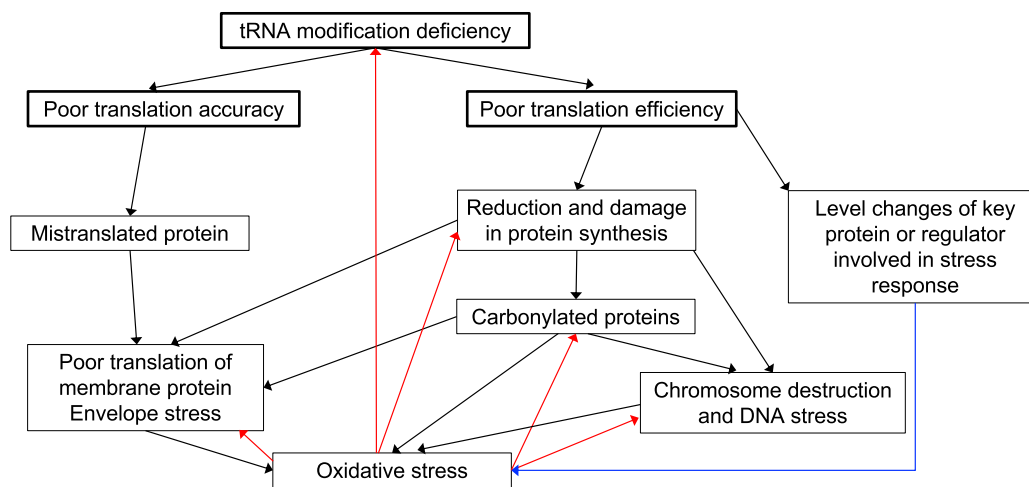 tRNA modification deficiency
Poor translation accuracy
Poor translation efficiency
Reduction and damage
in protein synthesis
Level changes of key
protein or regulator
involved in stress
response
Mistranslated protein
Carbonylated proteins
Poor translation of
membrane protein
Envelope stress
Chromosome destruction
and DNA stress
Oxidative stress